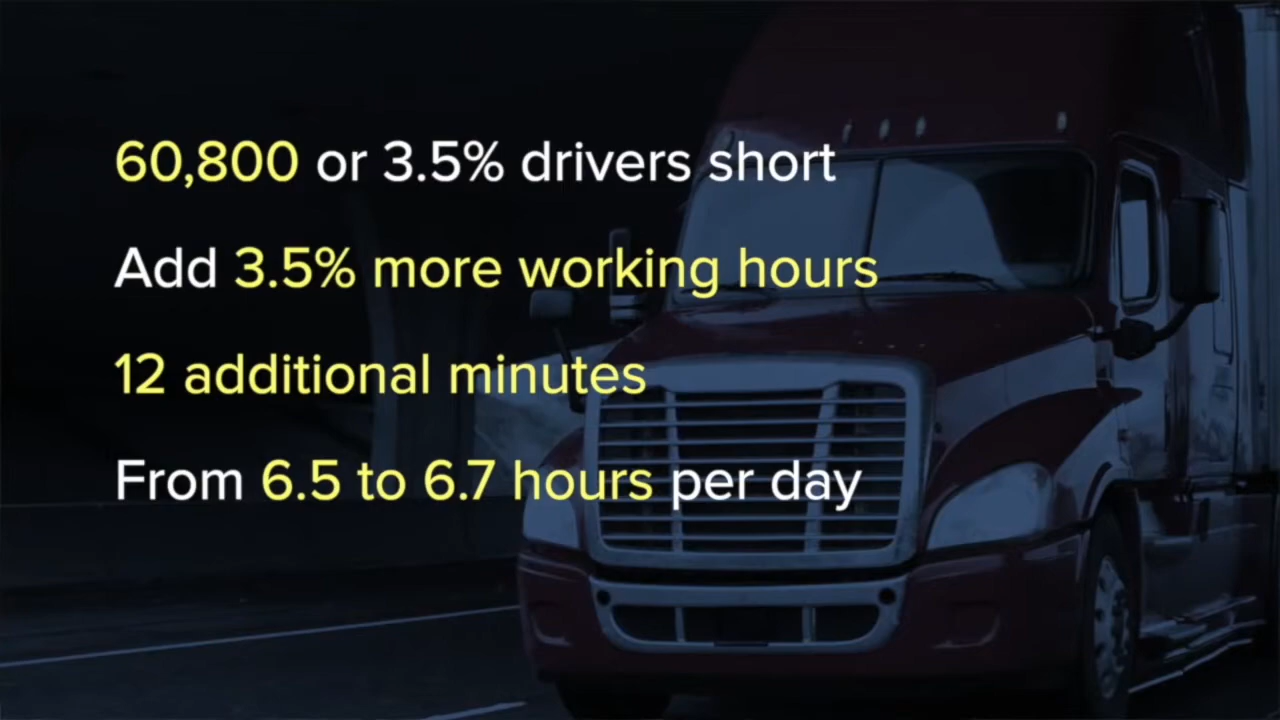 60,800 or 3.5% drivers short
Add 3.5% more working hours
12 additional minutes
From 6.5 to 6.7 hours per day